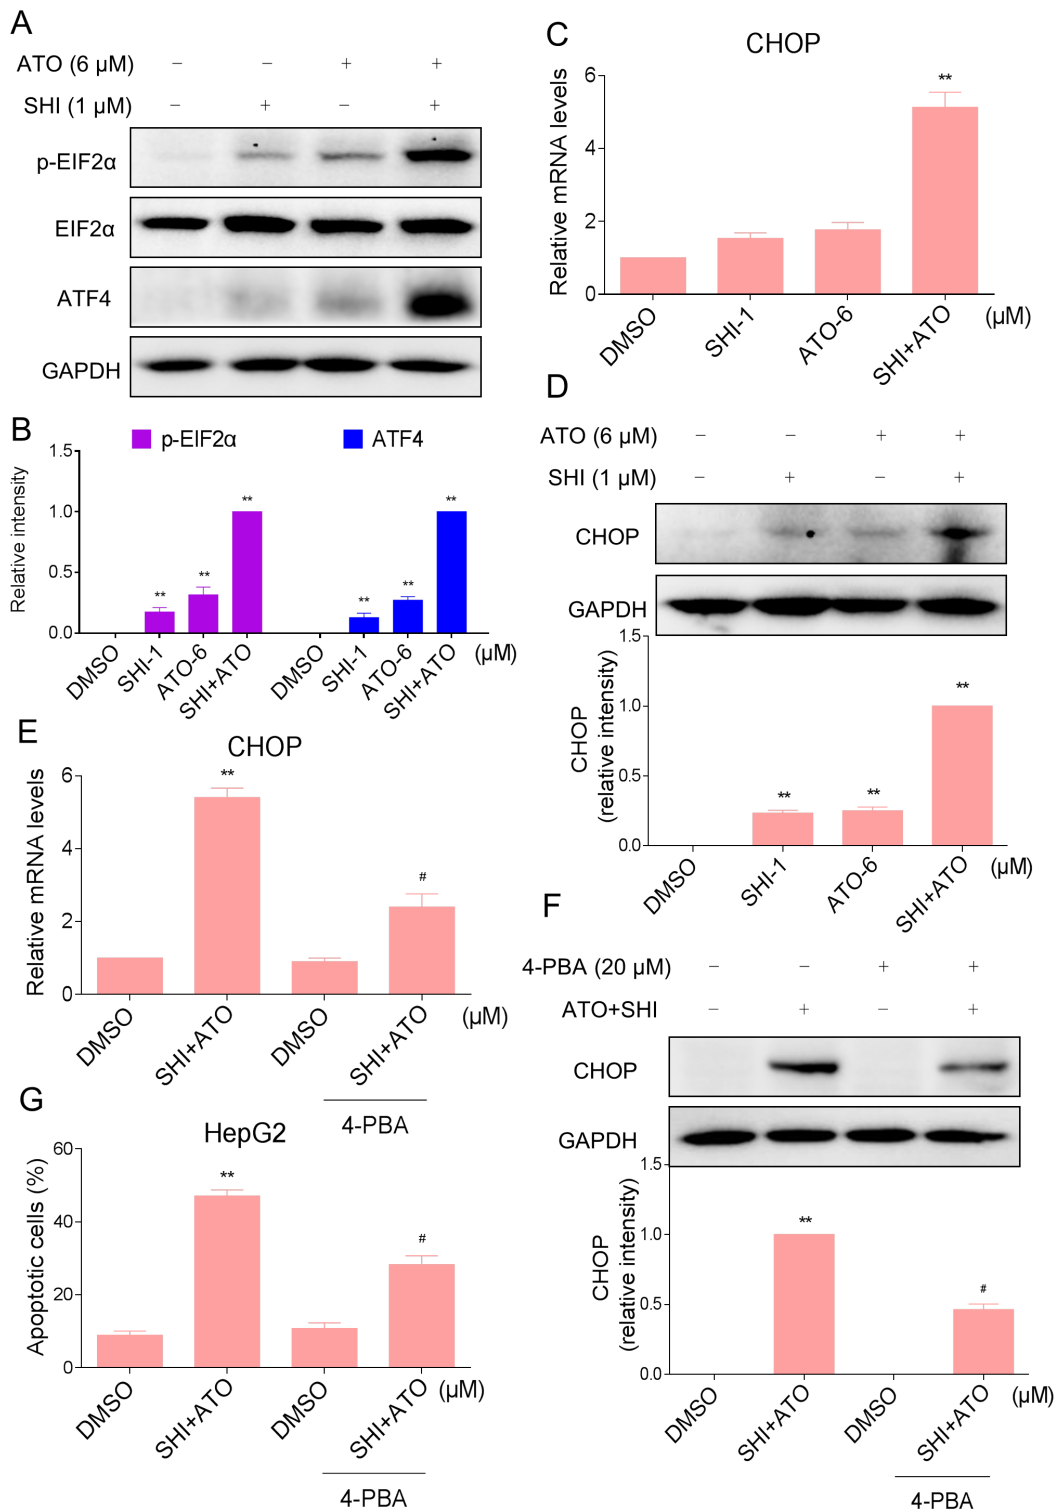 A
ATO (6 μM) − − + +
SHI (1 μM) − + − +
p-EIF2α
EIF2α
ATF4
GAPDH
B
p-EIF2α ATF4
Relative intensity
1.5
1.0
0.5
0.0
** ** ** ** ** **
DMSO SHI-1 ATO-6 SHI+ATO DMSO SHI-1 ATO-6 SHI+ATO (μM)
C
CHOP
Relative mRNA levels
6
4
2
0
**
DMSO SHI-1 ATO-6 SHI+ATO (μM)
D
ATO (6 μM) − − + +
SHI (1 μM) − + − +
CHOP
GAPDH
CHOP
(relative intensity)
1.5
1.0
0.5
0.0
** ** **
DMSO SHI-1 ATO-6 SHI+ATO (μM)
E
CHOP
Relative mRNA levels
6
4
2
0
** #
DMSO SHI+ATO DMSO SHI+ATO (μM)
4-PBA
F
4-PBA (20 μM) − − + +
ATO+SHI − + − +
CHOP
GAPDH
CHOP
(relative intensity)
1.5
1.0
0.5
0.0
** #
DMSO SHI+ATO DMSO SHI+ATO (μM)
4-PBA
G
HepG2
Apoptotic cells (%)
60
40
20
0
** #
DMSO SHI+ATO DMSO SHI+ATO (μM)
4-PBA